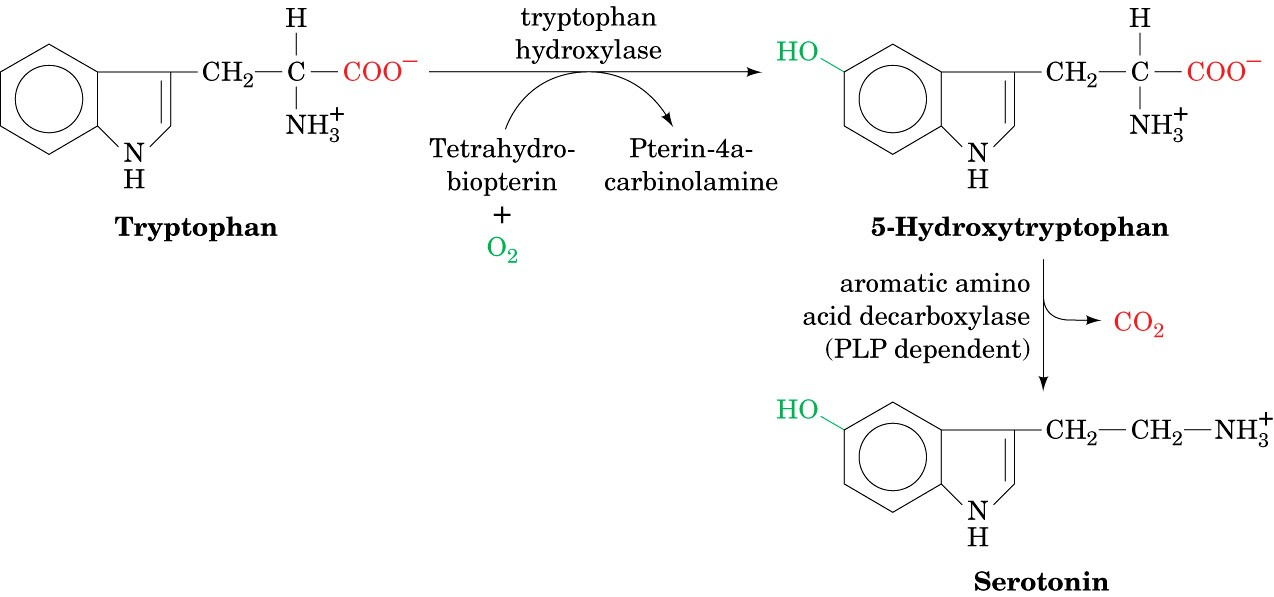 H
CH₂—C—COO⁻
NH₃⁺
N
H
Tryptophan
tryptophan
hydroxylase
Tetrahydro-
biopterin
+
O₂
Pterin-4a-
carbinolamine
HO
H
CH₂—C—COO⁻
NH₃⁺
N
H
5-Hydroxytryptophan
aromatic amino
acid decarboxylase
(PLP dependent)
CO₂
HO
CH₂—CH₂—NH₃⁺
N
H
Serotonin